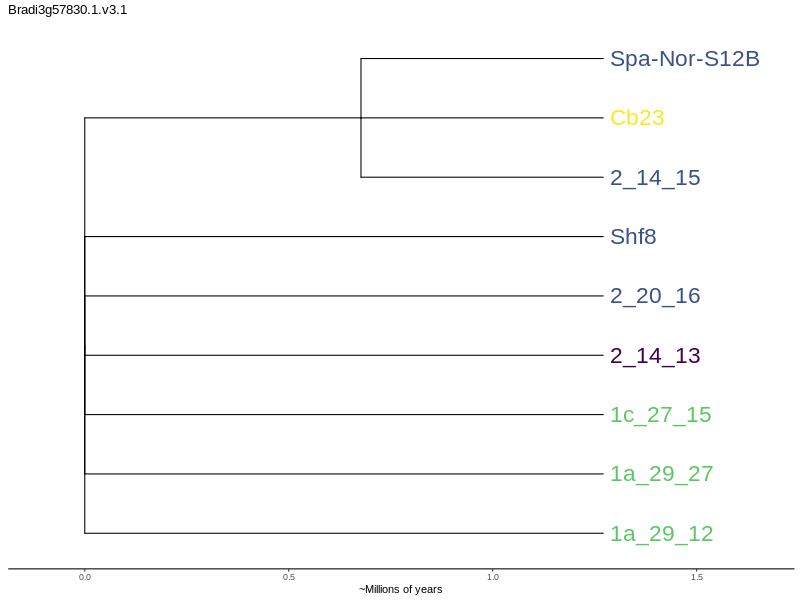 Bradi3g57830.1.v3.1
Spa-Nor-S12B
Cb23
2_14_15
Shf8
2_20_16
2_14_13
1c_27_15
1a_29_27
1a_29_12
0.0 0.5 1.0 1.5
~Millions of years